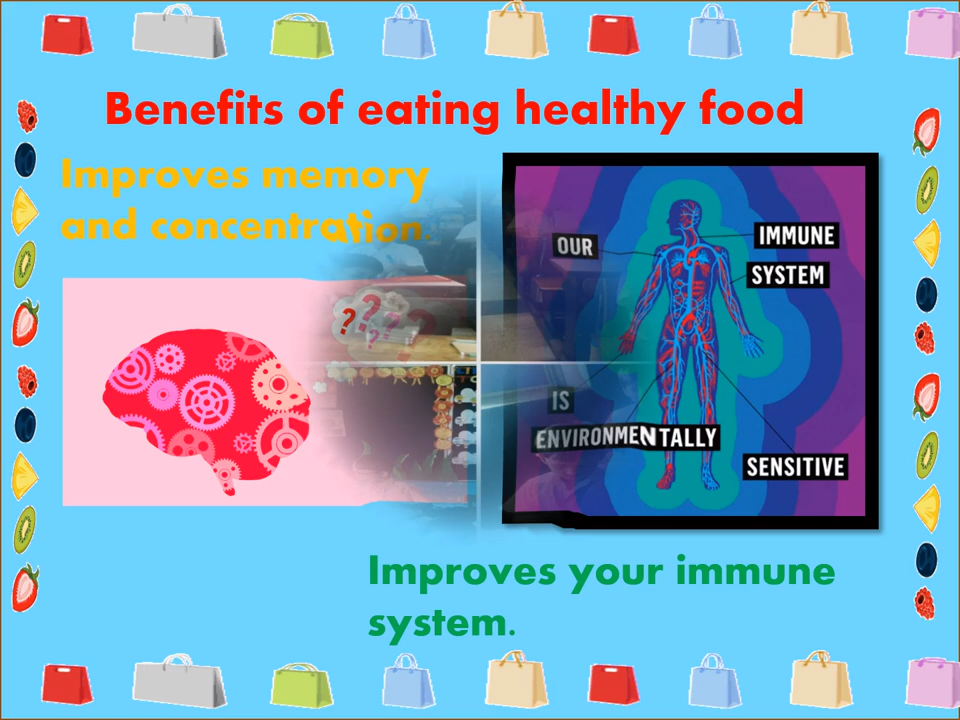 Benefits of eating healthy food
Improves memory
and concentration.
? ? ? ? ?
OUR
IMMUNE
SYSTEM
IS
ENVIRONMENTALLY
SENSITIVE
Improves your immune
system.